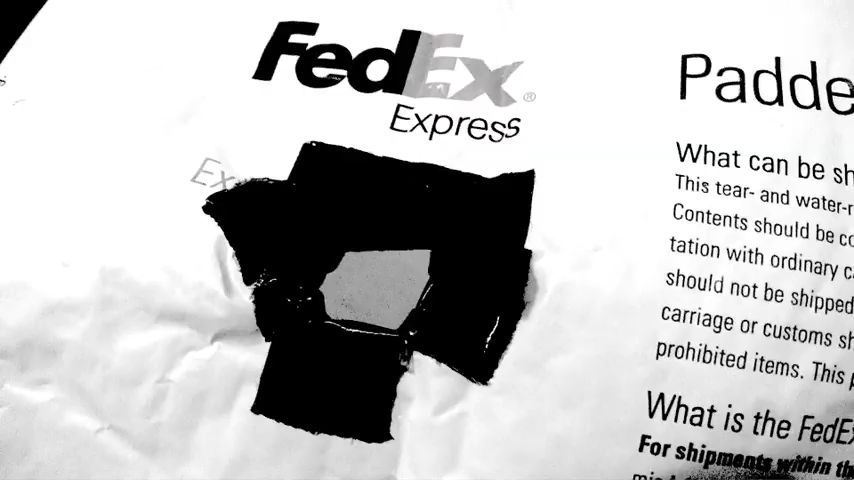 FedEx®
Express
Ex
Padde
What can be sh
This tear- and water-r
Contents should be co
tation with ordinary c
should not be shipped
carriage or customs sh
prohibited items. This p
What is the FedEx
For shipments within th